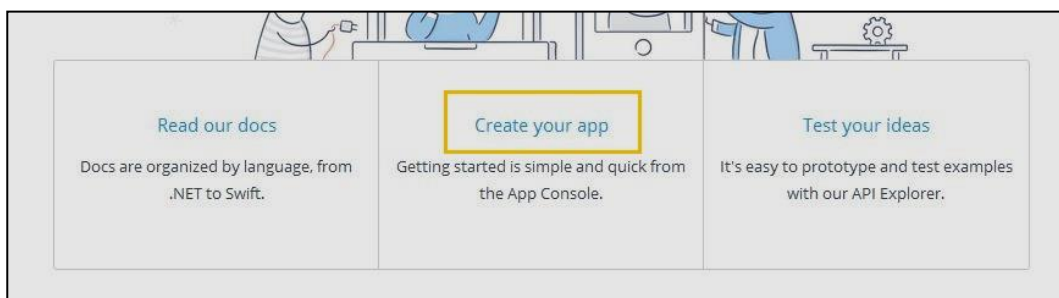 Read our docs
Docs are organized by language, from
.NET to Swift.
Create your app
Getting started is simple and quick from
the App Console.
Test your ideas
It's easy to prototype and test examples
with our API Explorer.